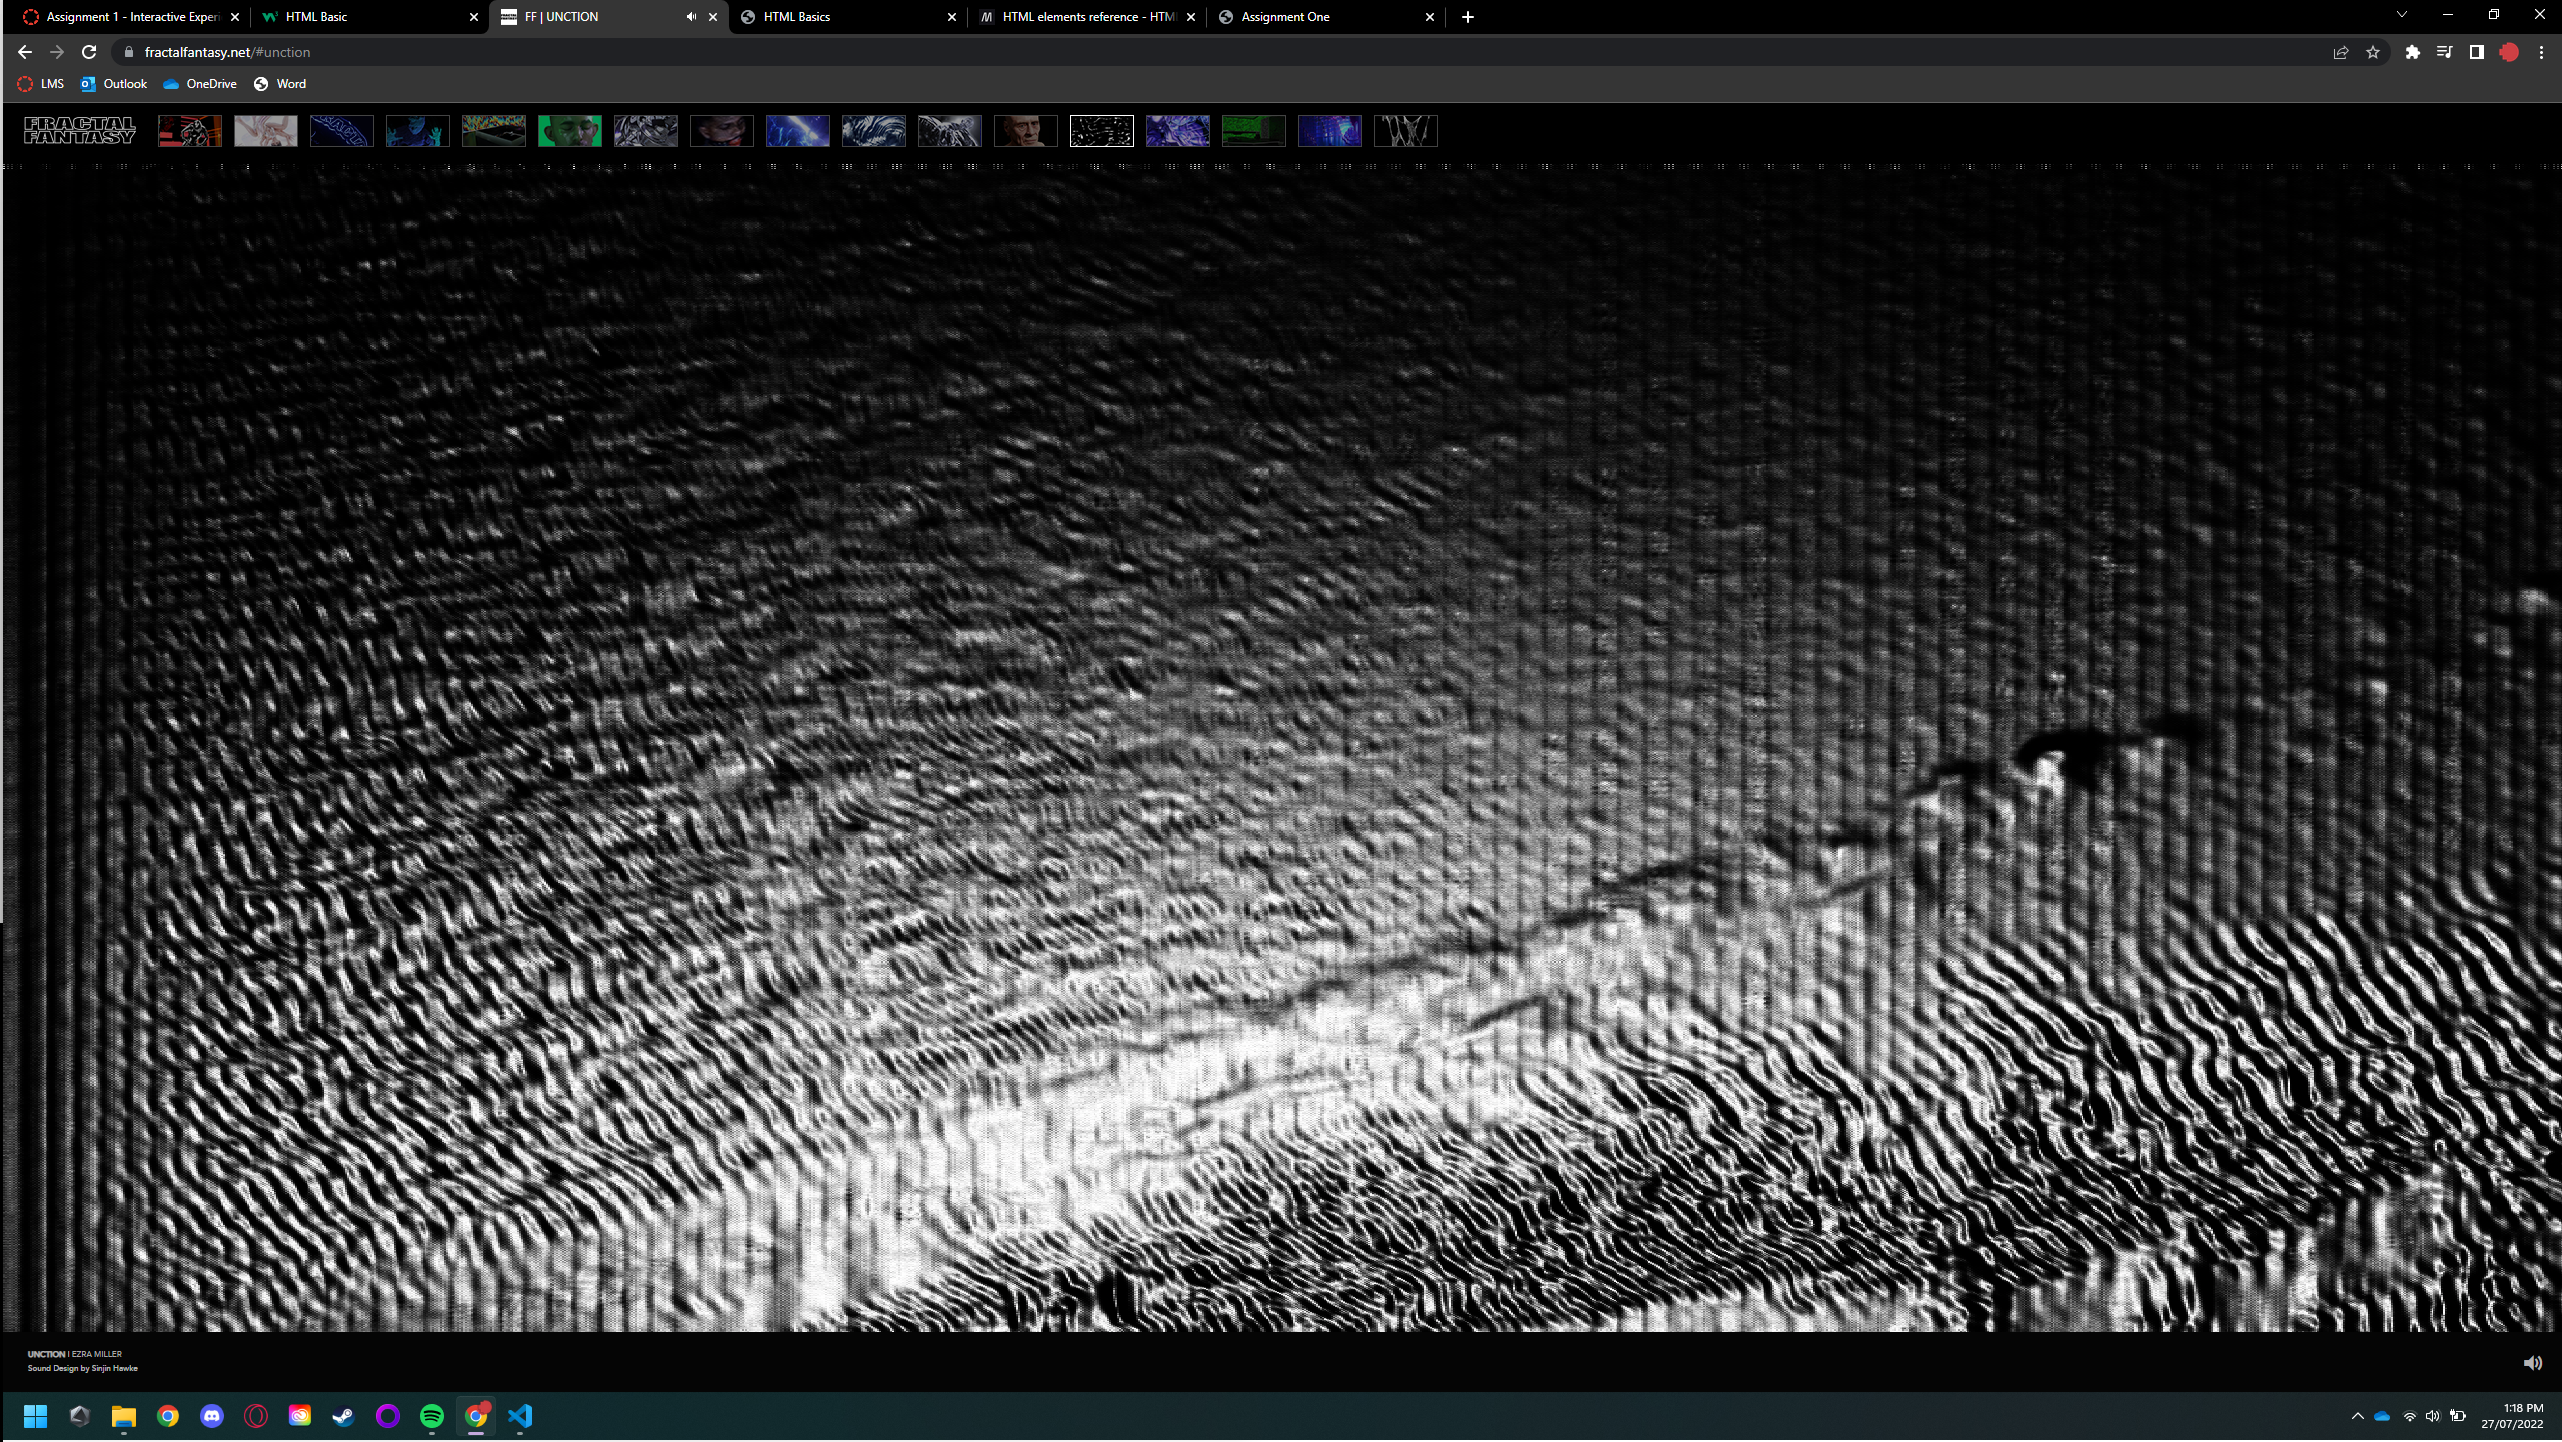 Assignment 1 - Interactive Experi
HTML Basic
FF | UNCTION
HTML Basics
HTML elements reference - HTM
Assignment One
fractalfantasy.net/#unction
LMS
Outlook
OneDrive
Word
FRACTAL
FANTASY
UNCTION | EZRA MILLER
Sound Design by Sinjin Hawke
1:18 PM
27/07/2022